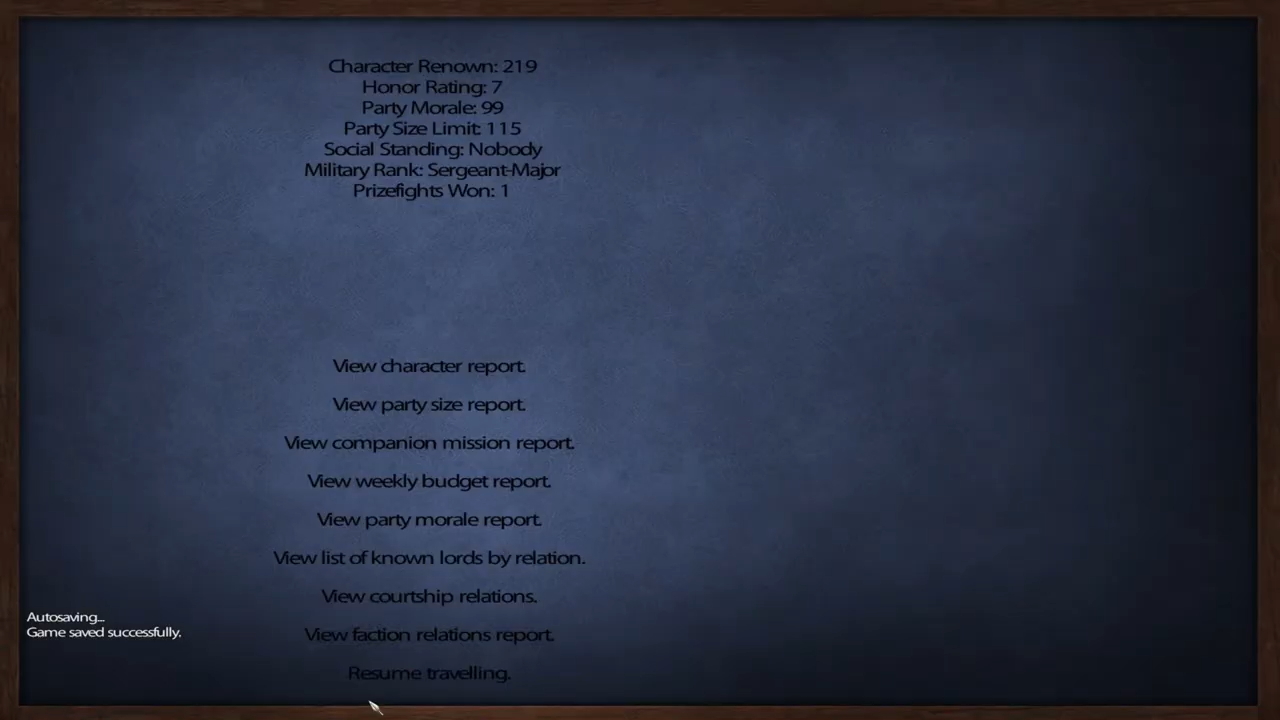 Character Renown: 219
Honor Rating: 7
Party Morale: 99
Party Size Limit: 115
Social Standing: Nobody
Military Rank: Sergeant-Major
Prizefights Won: 1
View character report.
View party size report.
View companion mission report.
View weekly budget report.
View party morale report.
View list of known lords by relation.
View courtship relations.
View faction relations report.
Resume travelling.
Autosaving...
Game saved successfully.